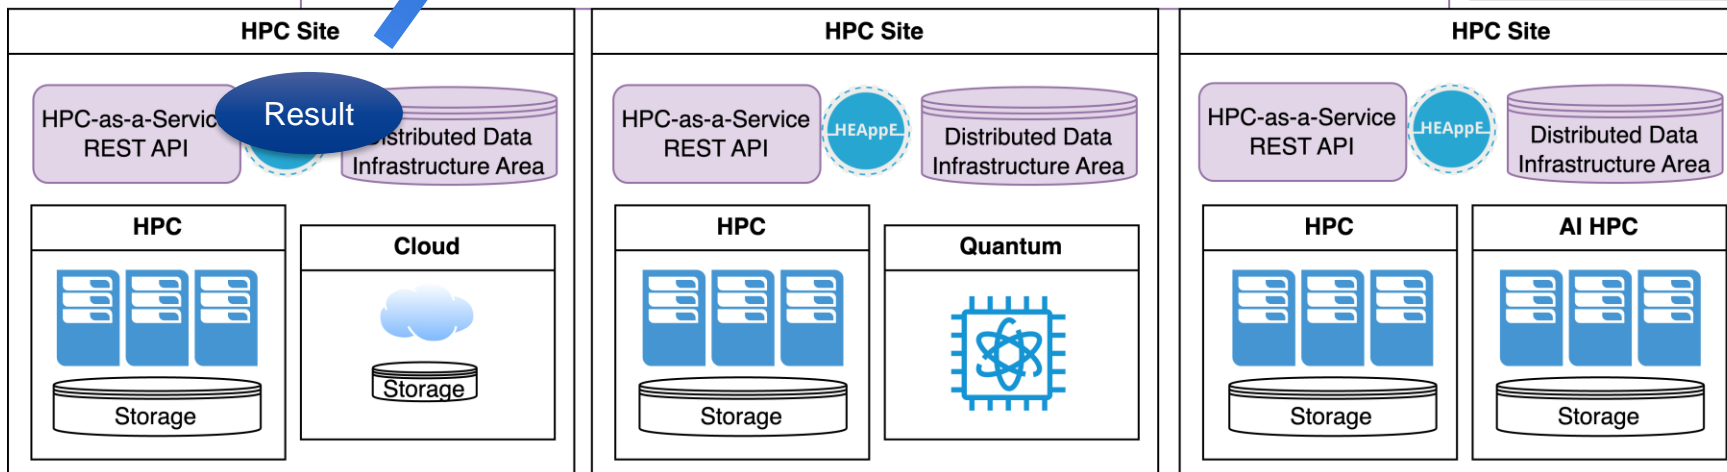 HPC Site
HPC-as-a-Servic
REST API
Result
stributed Data
Infrastructure Area
HPC
Storage
Cloud
Storage
HPC Site
HPC-as-a-Service
REST API
HEAppE
Distributed Data
Infrastructure Area
HPC
Storage
Quantum
HPC Site
HPC-as-a-Service
REST API
HEAppE
Distributed Data
Infrastructure Area
HPC
Storage
AI HPC
Storage